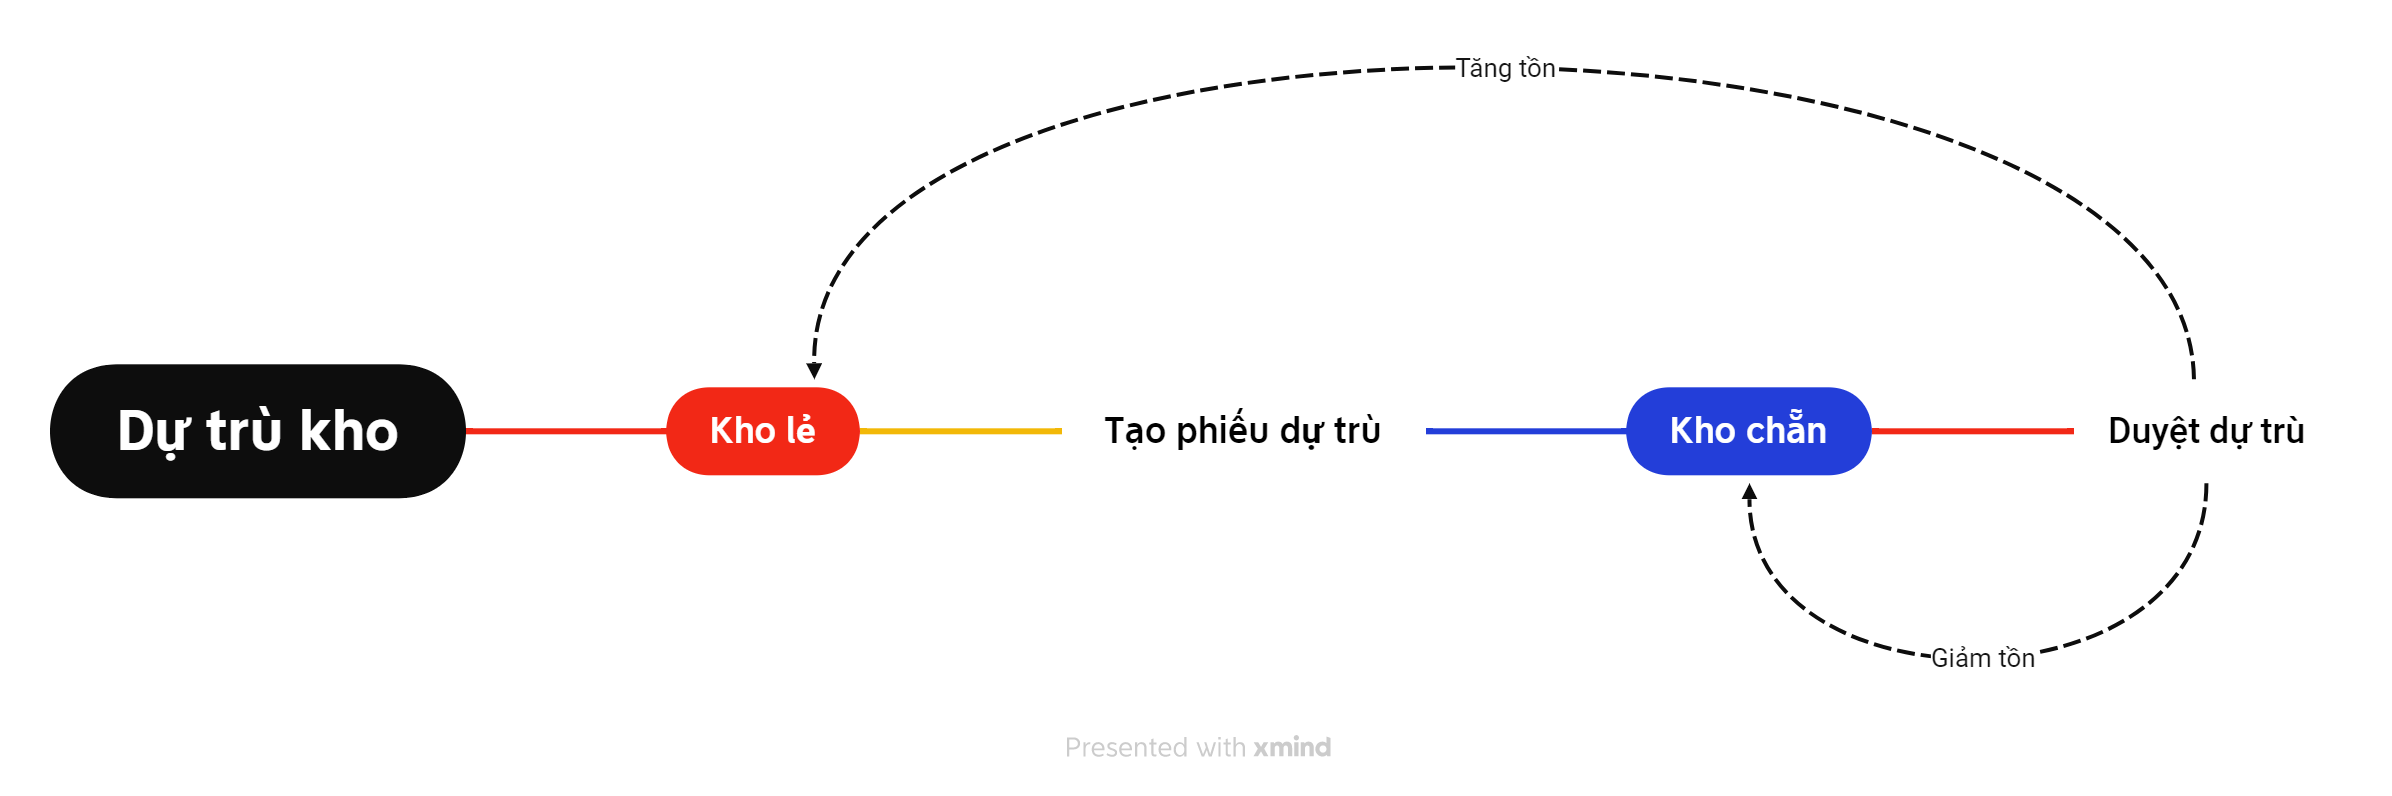 Tăng tồn
Dự trù kho
Kho lẻ
Tạo phiếu dự trù
Kho chẵn
Duyệt dự trù
Giảm tồn
Presented with xmind